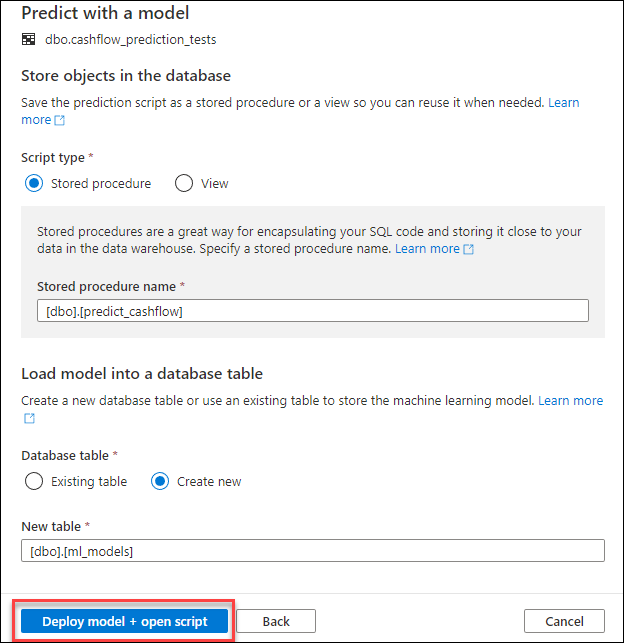 Predict with a model
dbo.cashflow_prediction_tests
Store objects in the database
Save the prediction script as a stored procedure or a view so you can reuse it when needed. Learn
more
Script type *
Stored procedure View
Stored procedures are a great way for encapsulating your SQL code and storing it close to your
data in the data warehouse. Specify a stored procedure name. Learn more
Stored procedure name *
[dbo].[predict_cashflow]
Load model into a database table
Create a new database table or use an existing table to store the machine learning model. Learn more
Database table *
Existing table Create new
New table *
[dbo].[ml_models]
Deploy model + open script Back Cancel